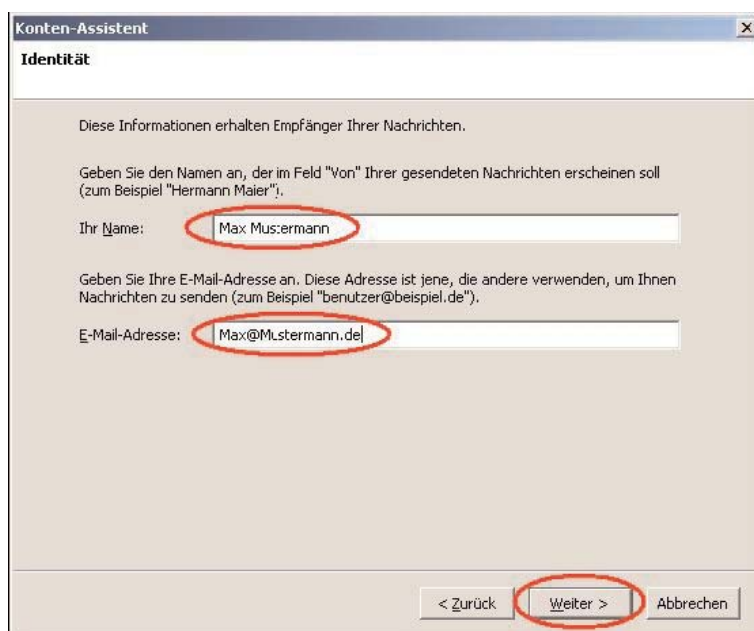 Konten-Assistent
Identität
Diese Informationen erhalten Empfänger Ihrer Nachrichten.
Geben Sie den Namen an, der im Feld "Von" Ihrer gesendeten Nachrichten erscheinen soll
(zum Beispiel "Hermann Maier").
Ihr Name: Max Mustermann
Geben Sie Ihre E-Mail-Adresse an. Diese Adresse ist jene, die andere verwenden, um Ihnen
Nachrichten zu senden (zum Beispiel "benutzer@beispiel.de").
E-Mail-Adresse: Max@Mustermann.de
< Zurück Weiter > Abbrechen